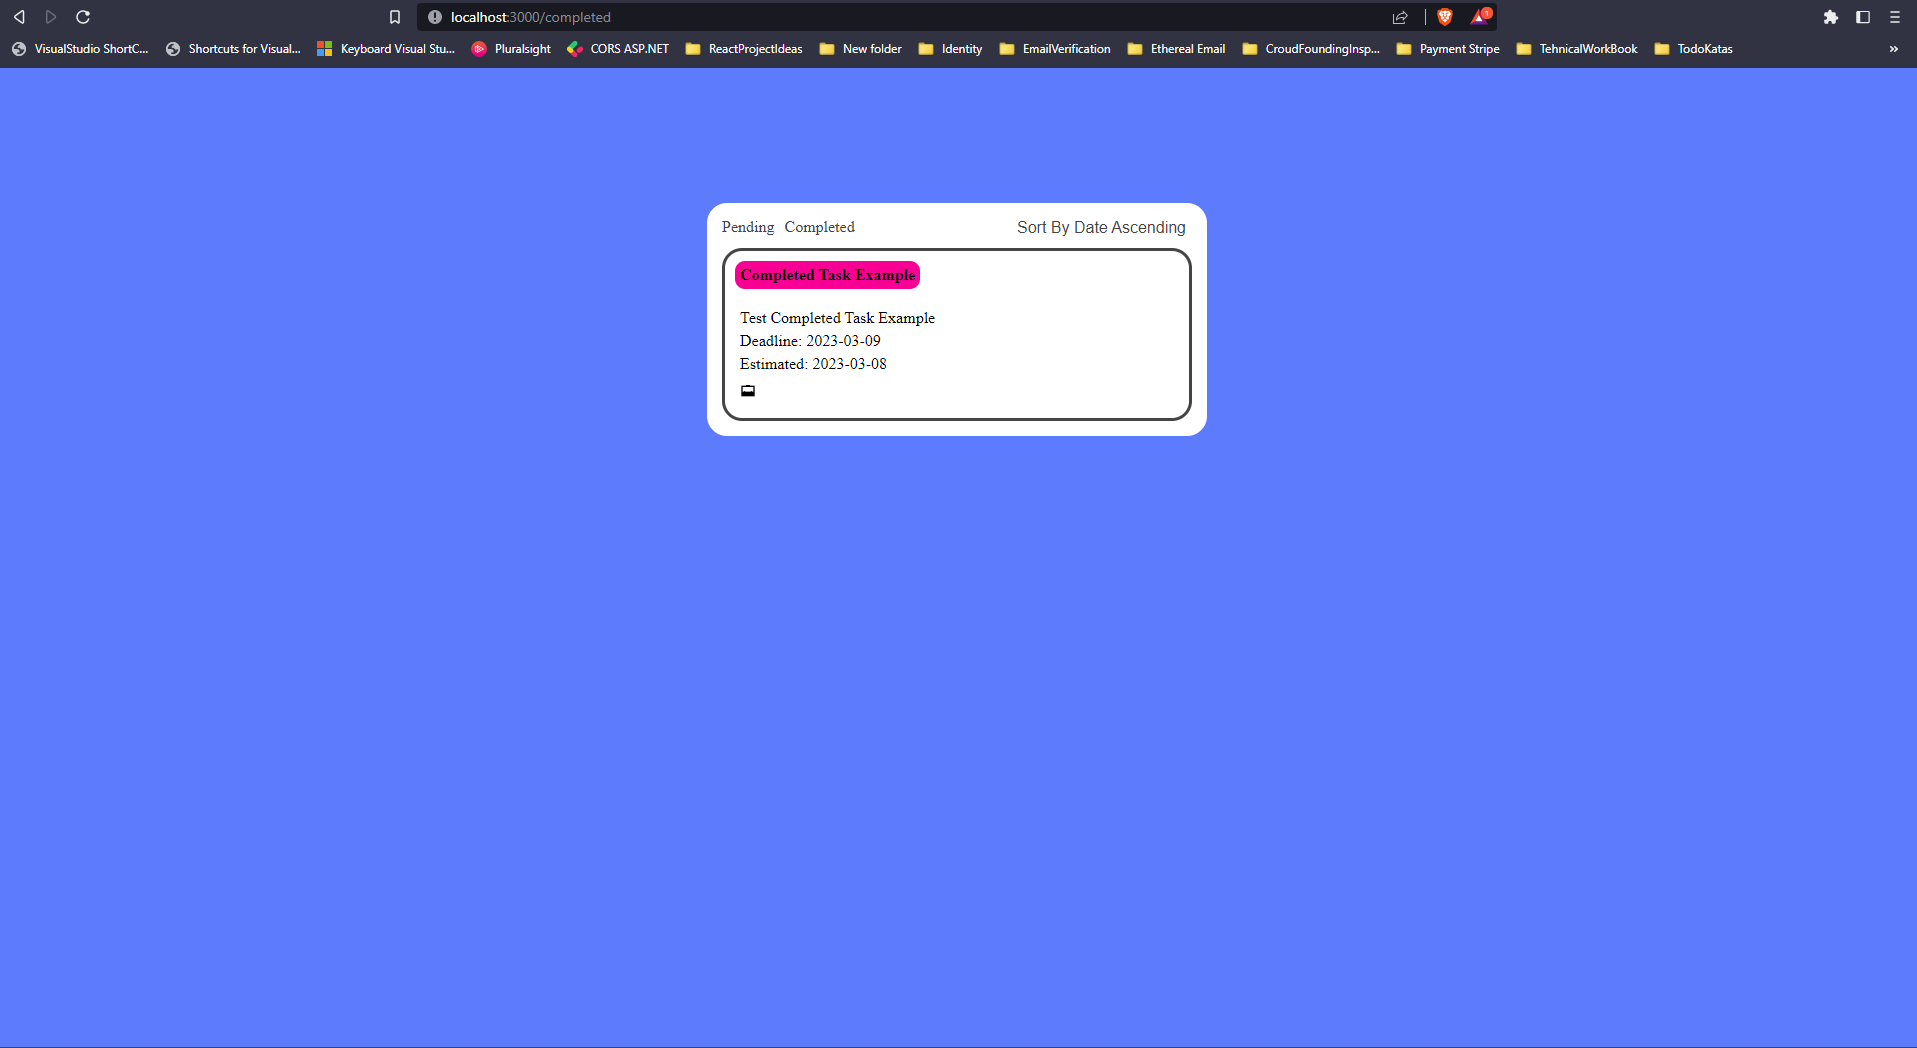 localhost:3000/completed
1
VisualStudio ShortC... Shortcuts for Visual... Keyboard Visual Stu... Pluralsight CORS ASP.NET ReactProjectIdeas New folder Identity EmailVerification Ethereal Email CroudFoundingInsp... Payment Stripe TehnicalWorkBook TodoKatas »
Pending Completed Sort By Date Ascending
Completed Task Example
Test Completed Task Example
Deadline: 2023-03-09
Estimated: 2023-03-08